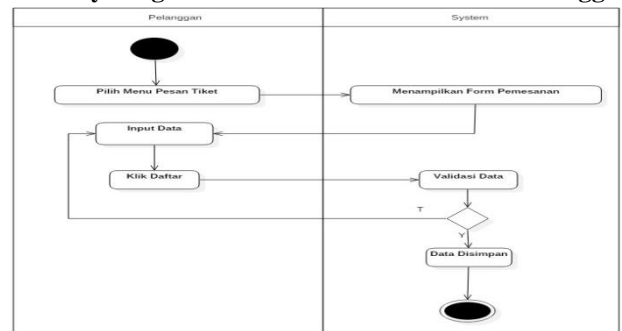 Pelanggan
System
Pilih Menu Pesan Tiket
Menampilkan Form Pemesanan
Input Data
Klik Daftar
Validasi Data
T
Y
Data Disimpan